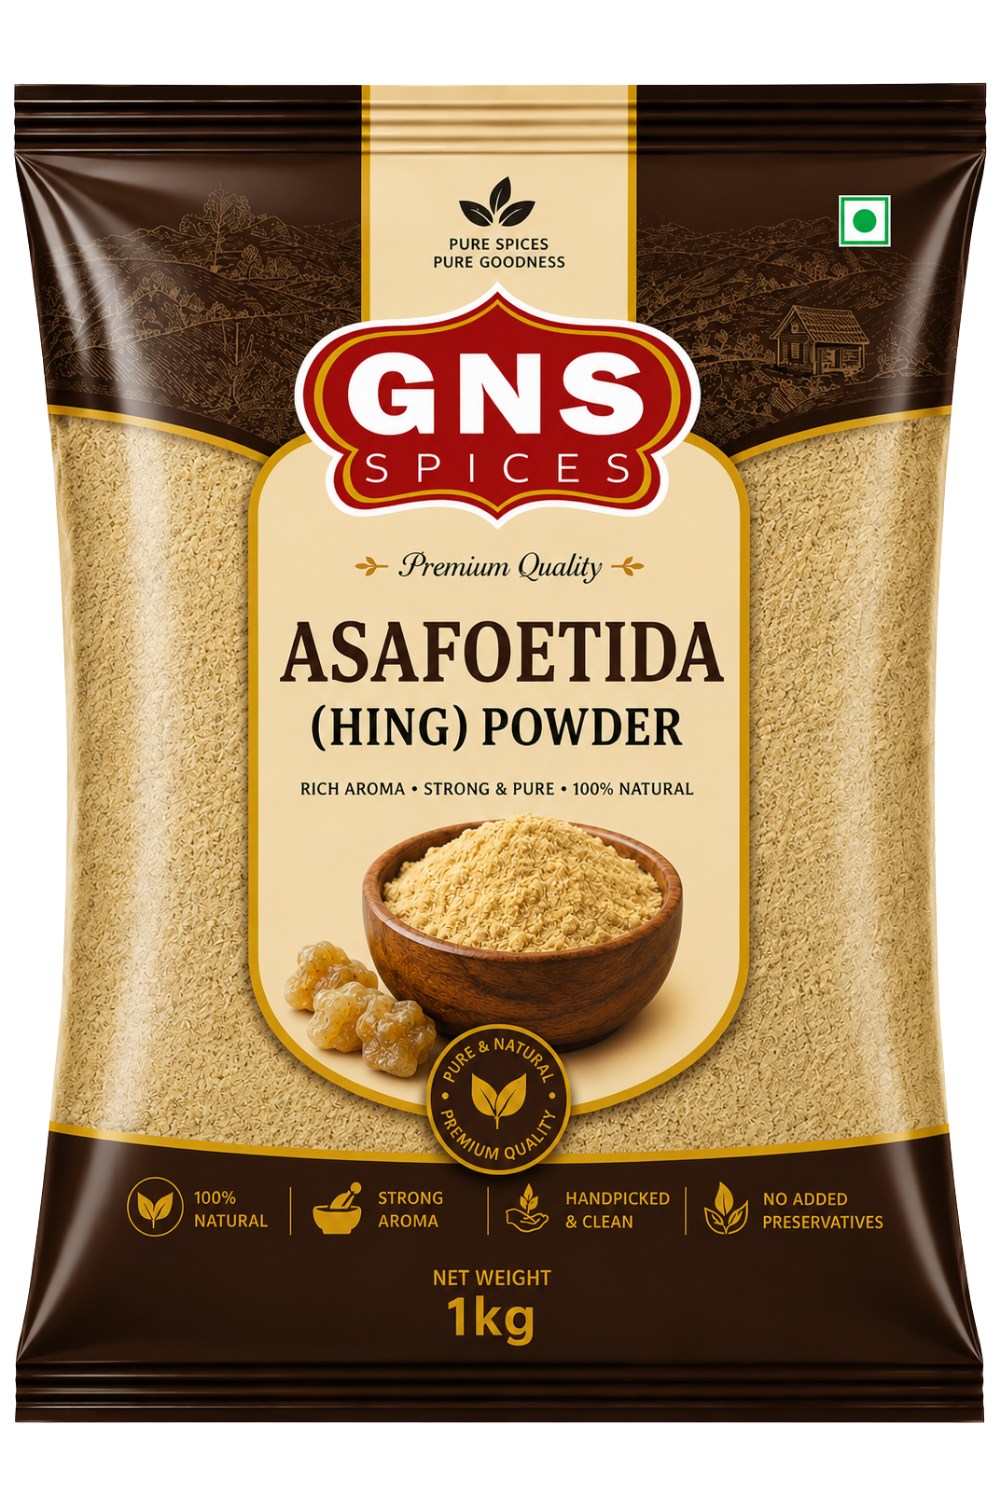 PURE SPICES
PURE GOODNESS
GNS
SPICES
Premium Quality
ASAFOETIDA
(HING) POWDER
RICH AROMA • STRONG & PURE • 100% NATURAL
PURE & NATURAL
• PREMIUM QUALITY •
100%
NATURAL
STRONG
AROMA
HANDPICKED
& CLEAN
NO ADDED
PRESERVATIVES
NET WEIGHT
1kg